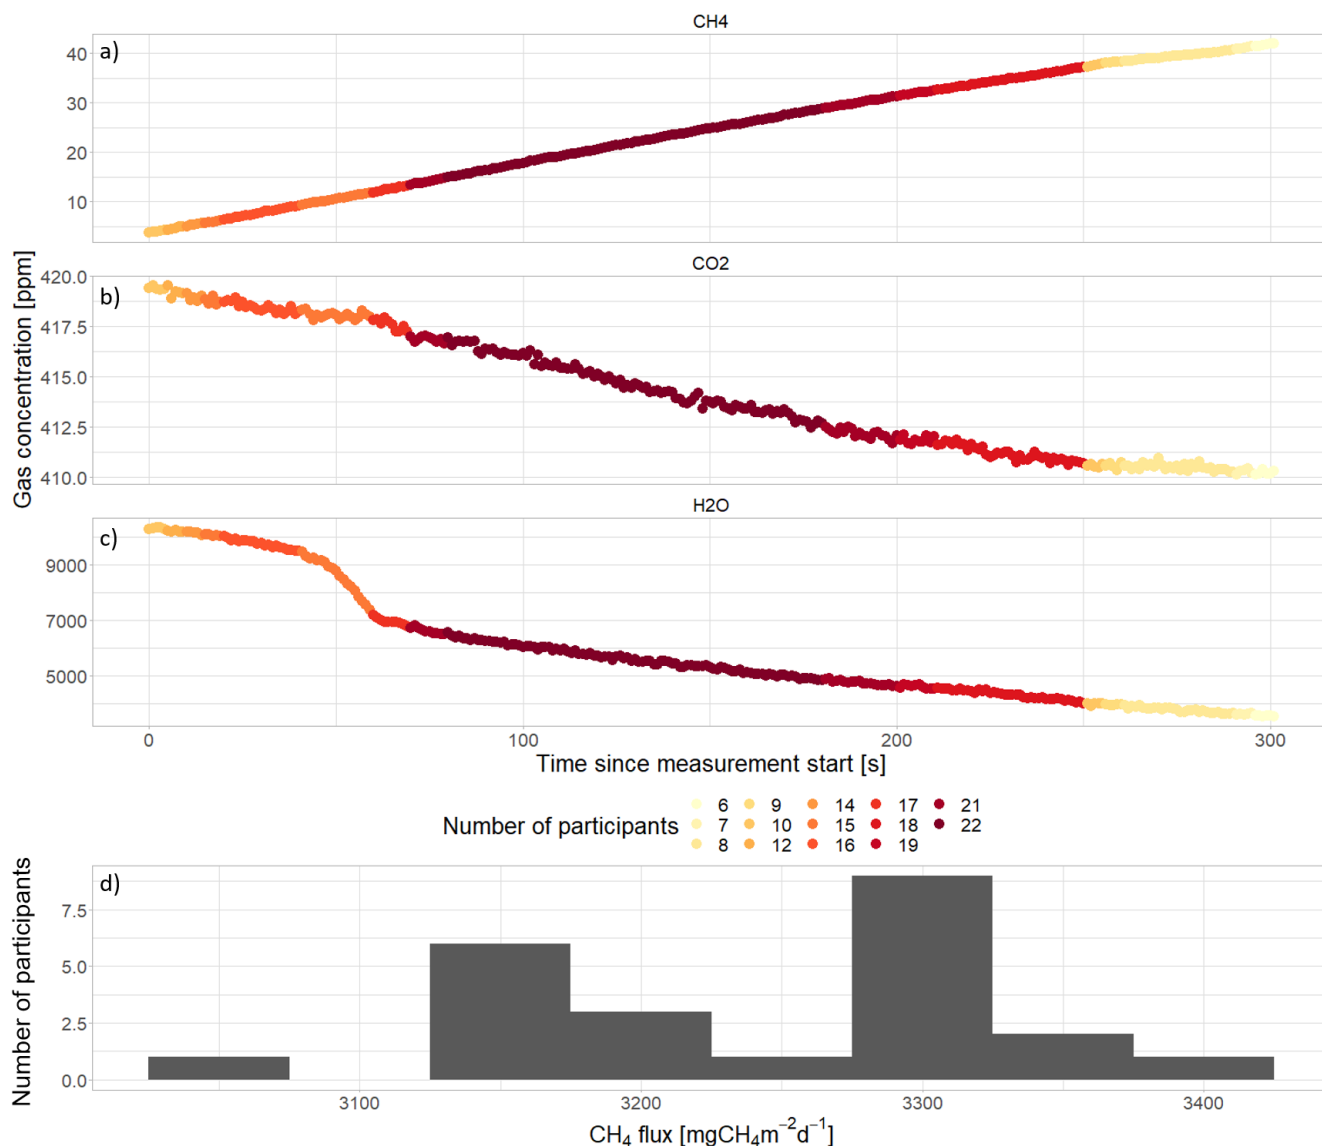 CH4
a)
40
30
20
10
CO2
b)
420.0
417.5
415.0
412.5
410.0
Gas concentration [ppm]
H2O
c)
9000
7000
5000
0 100 200 300
Time since measurement start [s]
Number of participants
6 9 14 17 21
7 10 15 18 22
8 12 16 19
d)
7.5
5.0
2.5
0.0
Number of participants
3100 3200 3300 3400
CH₄ flux [mgCH₄m⁻²d⁻¹]